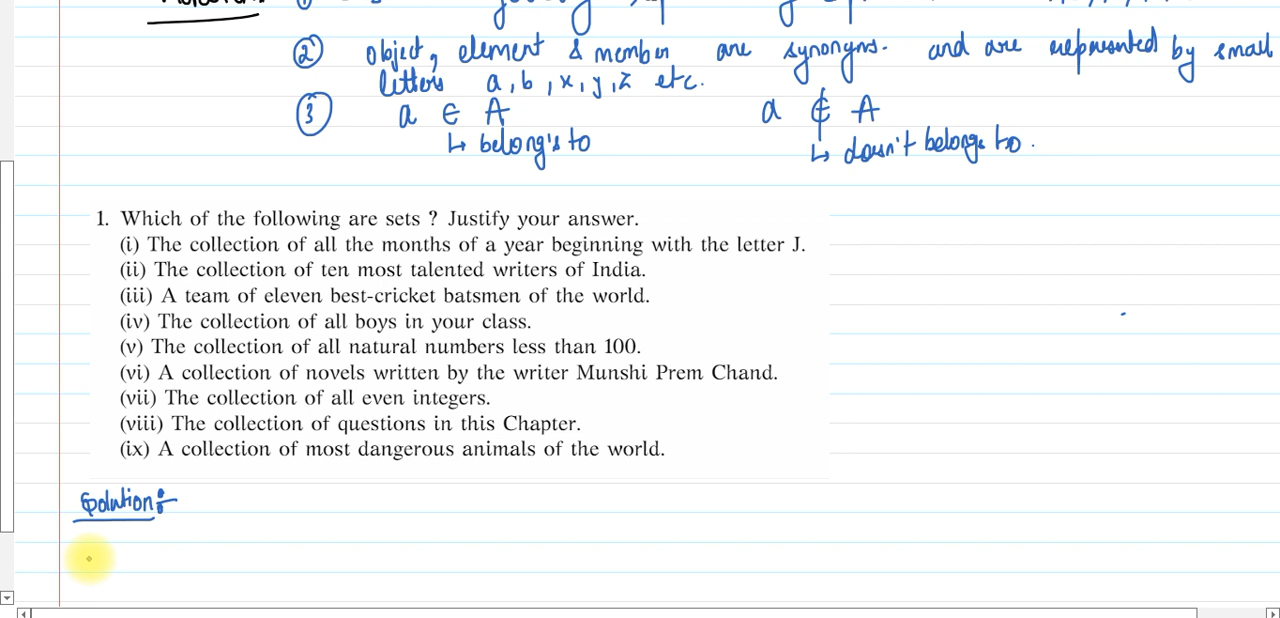 ② object, element & member are synonyms. and are represented by small
letters a, b, x, y, z etc.
③ a ∈ A a ∉ A
↳ belong's to ↳ doesn't belongs to.
1. Which of the following are sets ? Justify your answer.
(i) The collection of all the months of a year beginning with the letter J.
(ii) The collection of ten most talented writers of India.
(iii) A team of eleven best-cricket batsmen of the world.
(iv) The collection of all boys in your class.
(v) The collection of all natural numbers less than 100.
(vi) A collection of novels written by the writer Munshi Prem Chand.
(vii) The collection of all even integers.
(viii) The collection of questions in this Chapter.
(ix) A collection of most dangerous animals of the world.
Solution:-